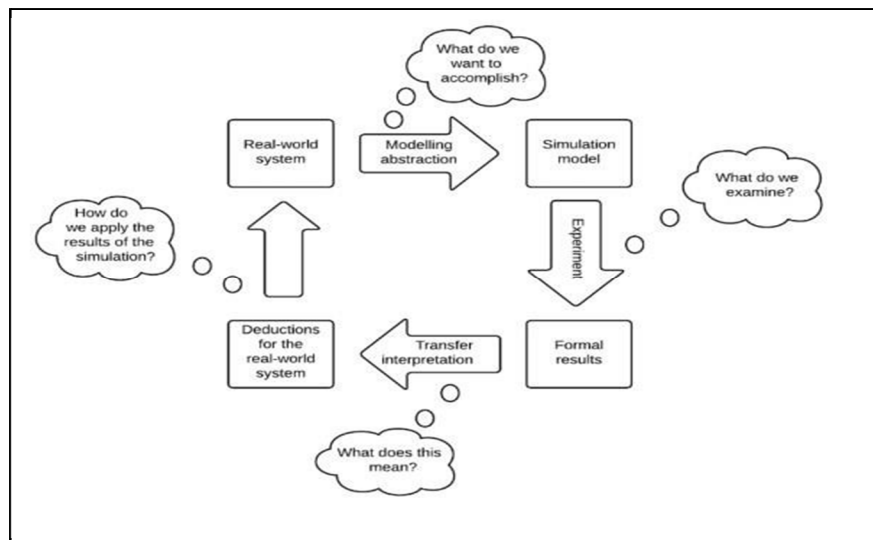 What do we
want to
accomplish?
Real-world
system
Modelling
abstraction
Simulation
model
What do we
examine?
How do
we apply the
results of the
simulation?
Experiment
Deductions
for the
real-world
system
Transfer
interpretation
Formal
results
What does this
mean?